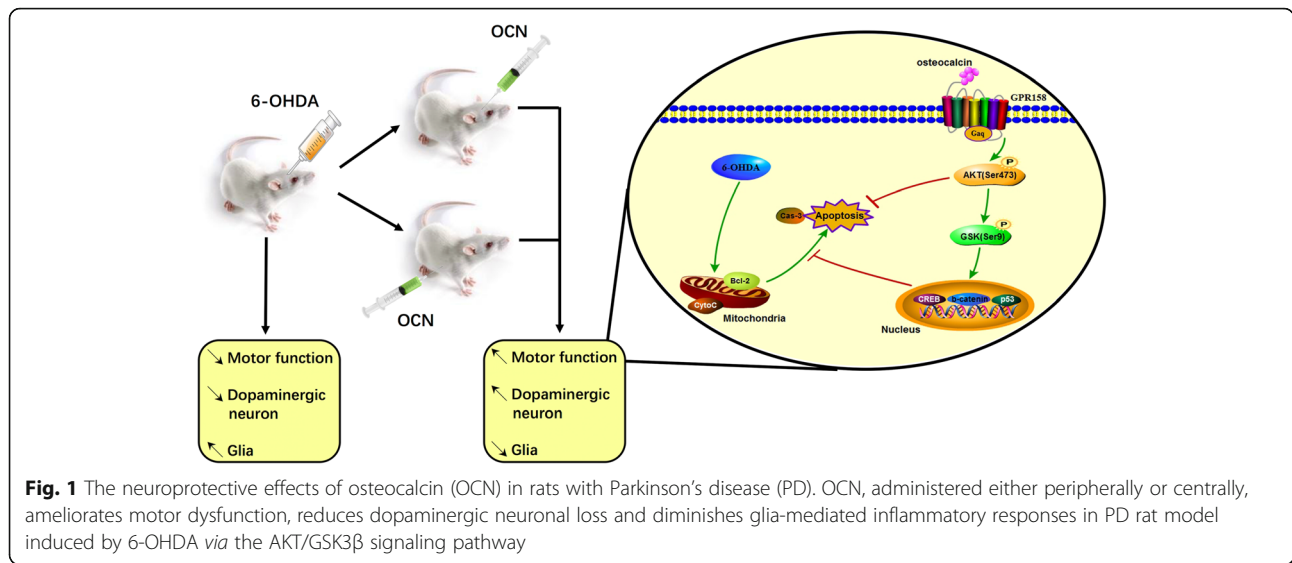 OCN
6-OHDA
OCN
↘ Motor function
↘ Dopaminergic
neuron
↖ Glia
↖ Motor function
↖ Dopaminergic
neuron
↘ Glia
osteocalcin
GPR158
Gaq
P
AKT(Ser473)
6-OHDA
Cas-3
Apoptosis
P
GSK(Ser9)
Bcl-2
CytoC
Mitochondria
CREB
b-catenin
p53
Nucleus
Fig. 1 The neuroprotective effects of osteocalcin (OCN) in rats with Parkinson's disease (PD). OCN, administered either peripherally or centrally,
ameliorates motor dysfunction, reduces dopaminergic neuronal loss and diminishes glia-mediated inflammatory responses in PD rat model
induced by 6-OHDA via the AKT/GSK3β signaling pathway